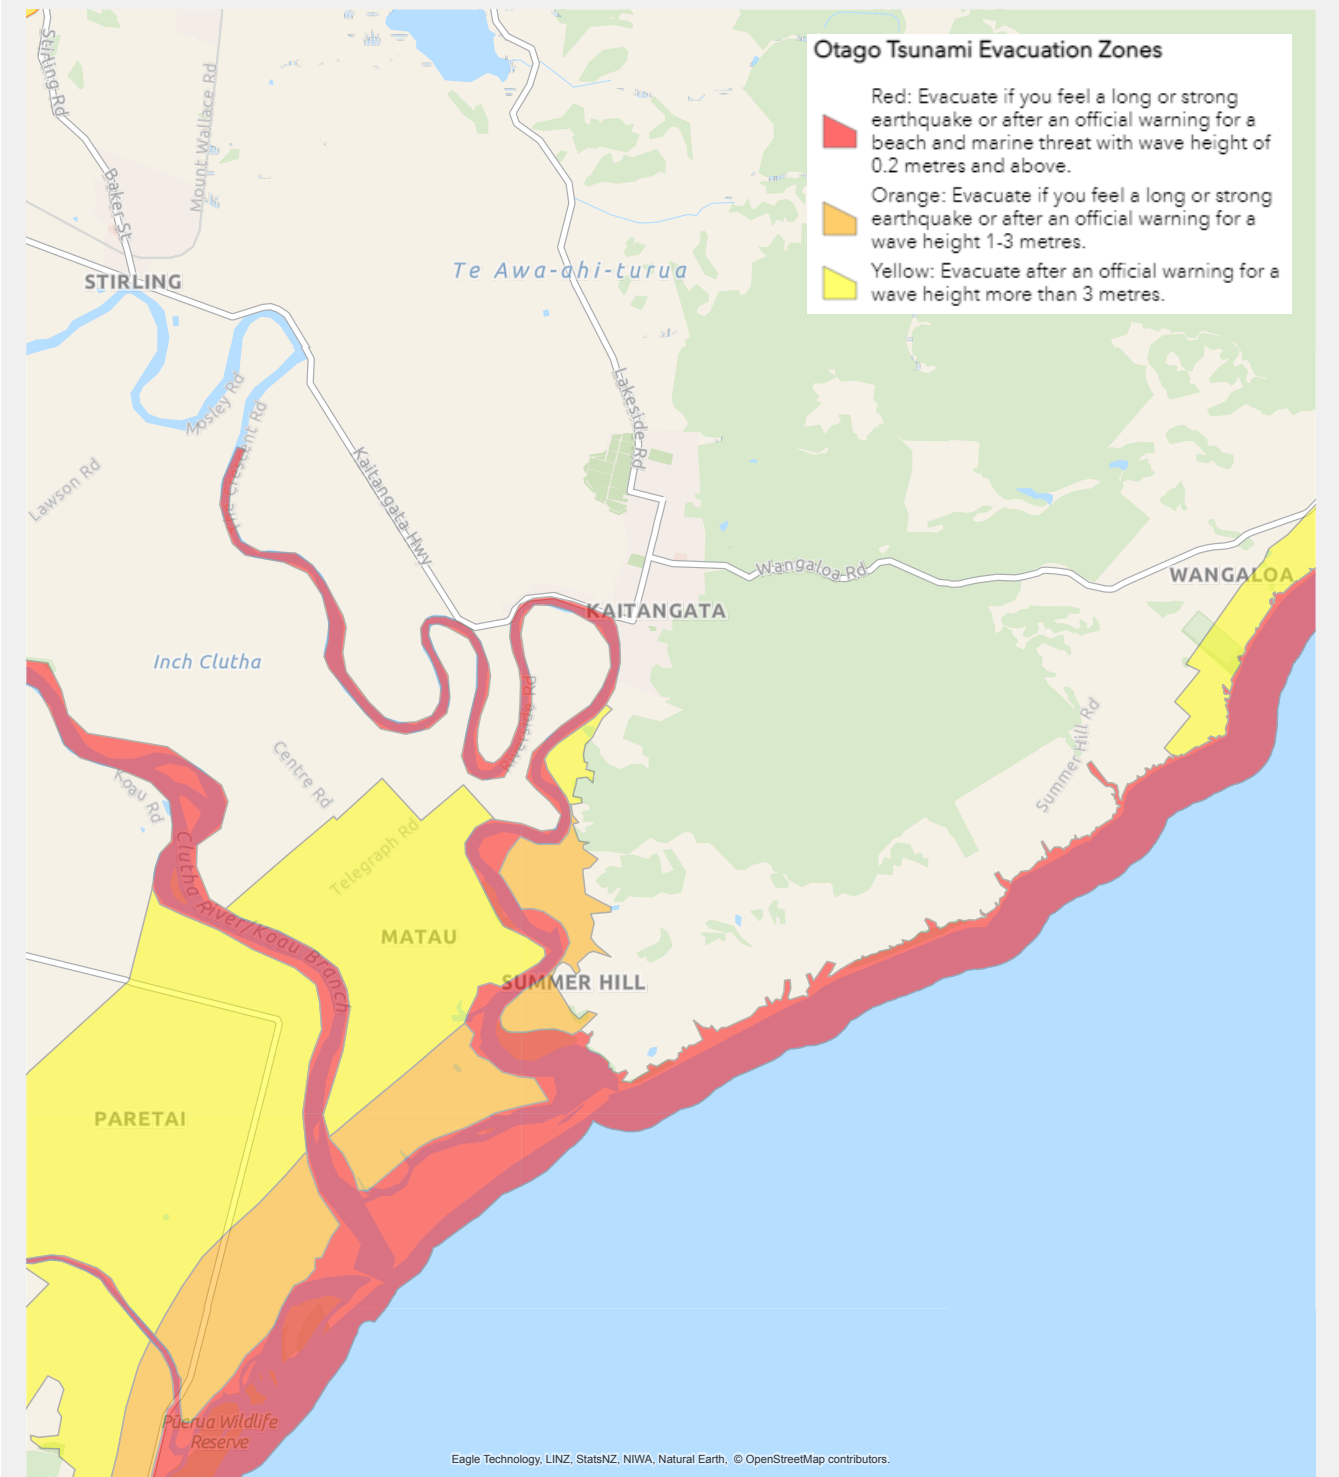 Otago Tsunami Evacuation Zones
Red: Evacuate if you feel a long or strong
earthquake or after an official warning for a
beach and marine threat with wave height of
0.2 metres and above.
Orange: Evacuate if you feel a long or strong
earthquake or after an official warning for a
wave height 1-3 metres.
Yellow: Evacuate after an official warning for a
wave height more than 3 metres.
Stirling Rd
Mount Wallace Rd
Baker St
STIRLING
Te Awa-ahi-turua
Mosley Rd
The Crescent Rd
Lakeside Rd
Lawson Rd
Kaitangata Hwy
Wangaloa Rd
WANGALOA
KAITANGATA
Inch Clutha
Riverside Rd
Summer Hill Rd
Centre Rd
Koau Rd
Telegraph Rd
Clutha River/Koau Branch
MATAU
SUMMER HILL
PARETAI
Pūerua Wildlife
Reserve
Eagle Technology, LINZ, StatsNZ, NIWA, Natural Earth, © OpenStreetMap contributors.